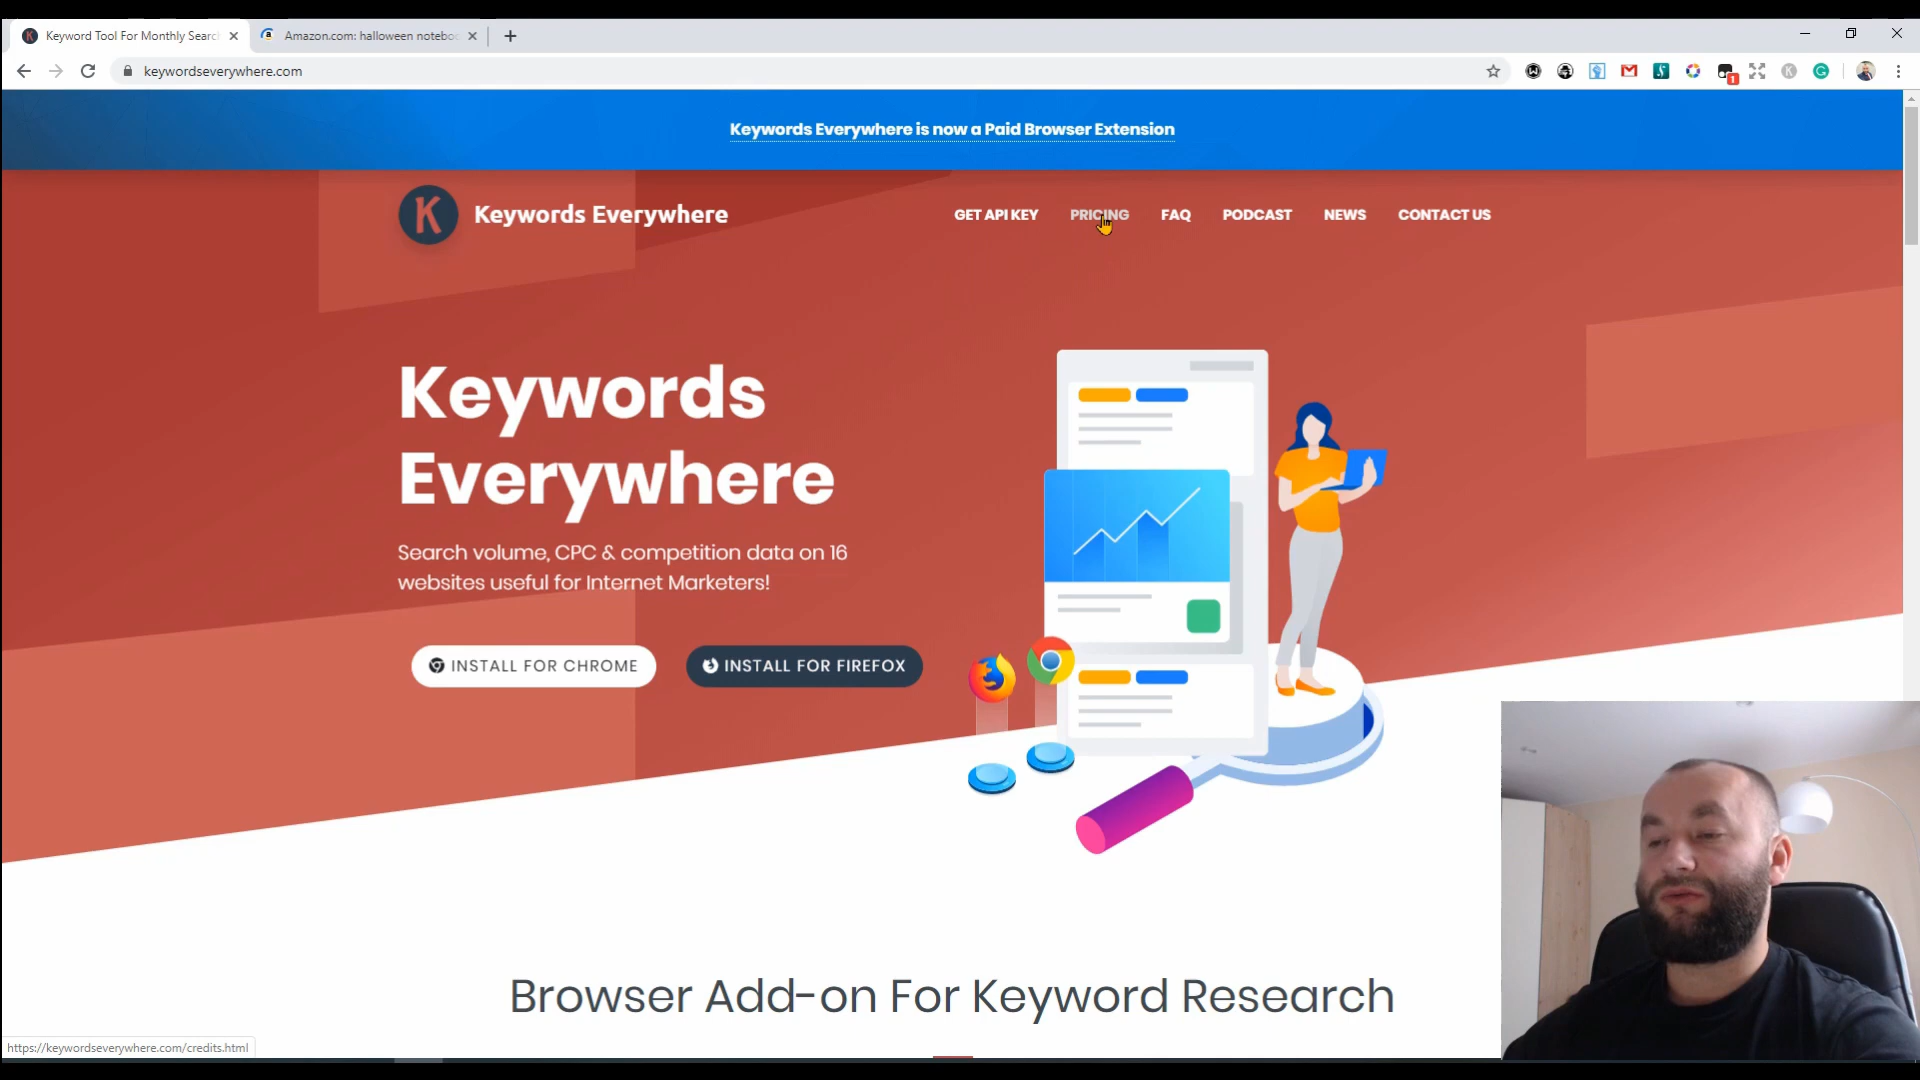 Keyword Tool For Monthly Searc
Amazon.com: halloween notebo
keywordseverywhere.com
1
Keywords Everywhere is now a Paid Browser Extension
K
Keywords Everywhere
GET API KEY
PRICING
FAQ
PODCAST
NEWS
CONTACT US
Keywords
Everywhere
Search volume, CPC & competition data on 16
websites useful for Internet Marketers!
INSTALL FOR CHROME
INSTALL FOR FIREFOX
Browser Add-on For Keyword Research
https://keywordseverywhere.com/credits.html